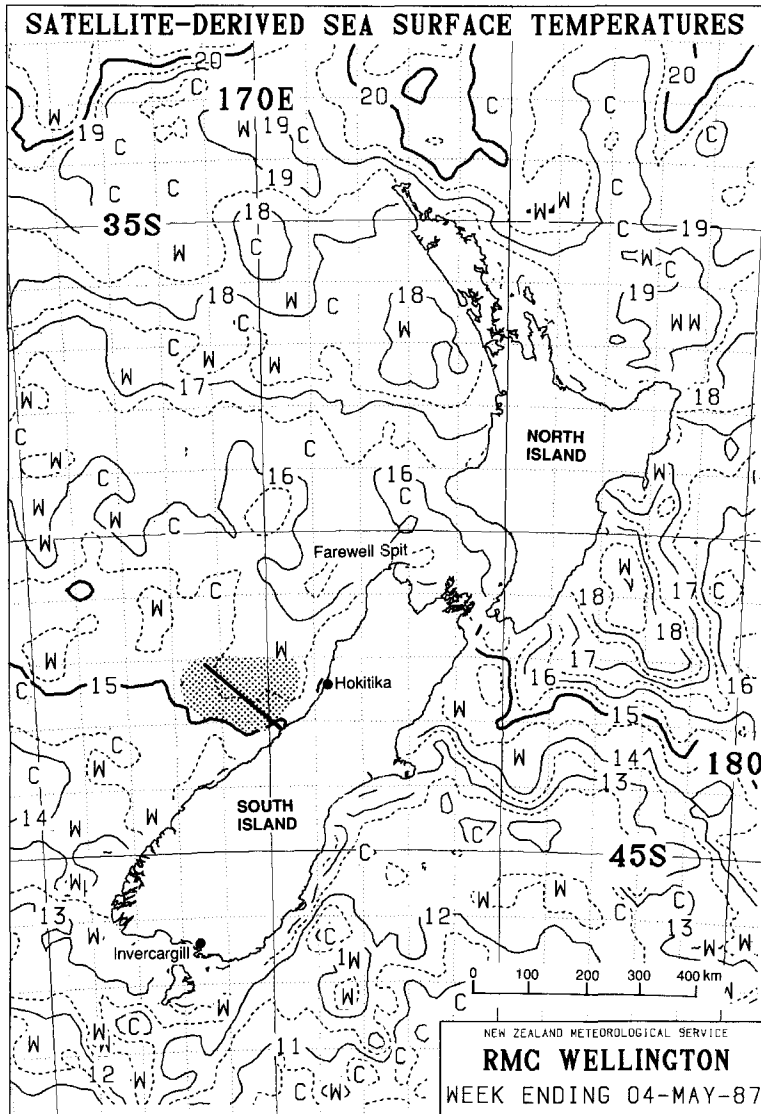 SATELLITE-DERIVED SEA SURFACE TEMPERATURES
20
20
170E
20
W
C
19
W
19
C
C
C
19
C
C
C
19
W
W
35S
18
C
C
19
W
C
W
C
19
18
W
C
18
W
W W
C
W
W
W
17
18
W
C
16
C
NORTH
ISLAND
W
16
W
C
W
W
C
W
Farewell Spit
W
C
W
C
18
17
W
W
18
C
15
Hokitika
17
16
16
W
15
C
W
14
W
180
13
14
W
W
SOUTH
ISLAND
C
C
45S
W
W
W
C
C
13
12
13
W
W
W
C
Invercargill
W
0 100 200 300 400 km
W
W
C
W
C
W
W
11
C
W
12
C
C
W
NEW ZEALAND METEOROLOGICAL SERVICE
RMC WELLINGTON
WEEK ENDING 04-MAY-87